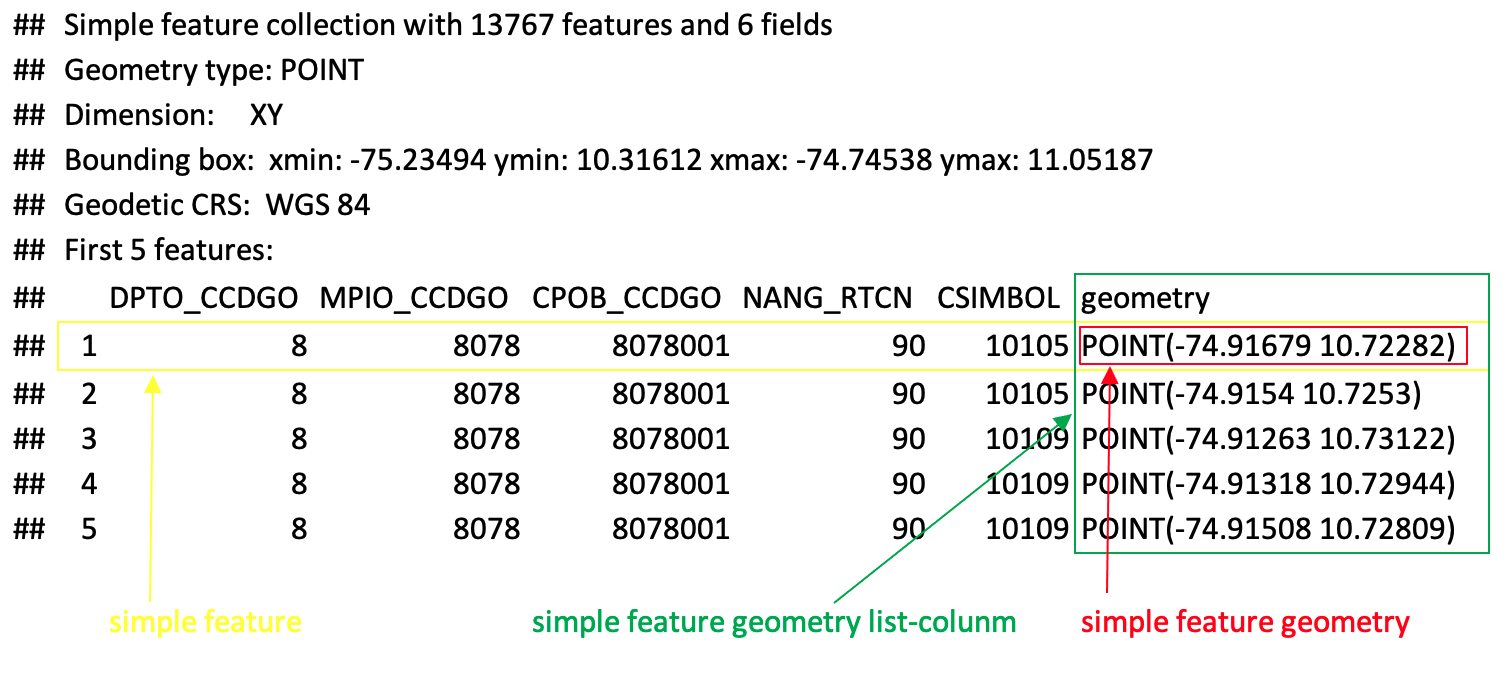 ## Simple feature collection with 13767 features and 6 fields
## Geometry type: POINT
## Dimension: XY
## Bounding box: xmin: -75.23494 ymin: 10.31612 xmax: -74.74538 ymax: 11.05187
## Geodetic CRS: WGS 84
## First 5 features:
## DPTO_CCDGO MPIO_CCDGO CPOB_CCDGO NANG_RTCN CSIMBOL geometry
## 1 8 8078 8078001 90 10105 POINT(-74.91679 10.72282)
## 2 8 8078 8078001 90 10105 POINT(-74.9154 10.7253)
## 3 8 8078 8078001 90 10109 POINT(-74.91263 10.73122)
## 4 8 8078 8078001 90 10109 POINT(-74.91318 10.72944)
## 5 8 8078 8078001 90 10109 POINT(-74.91508 10.72809)
simple feature simple feature geometry list-colunm simple feature geometry